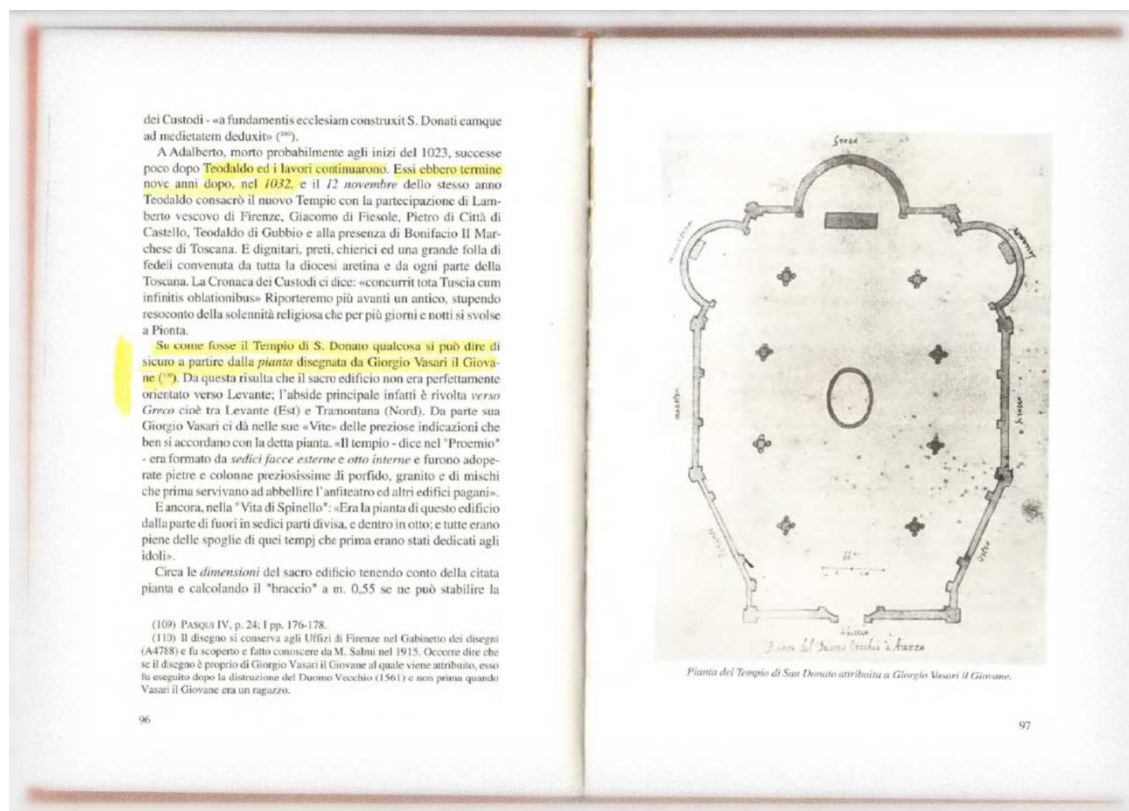 dei Custodi - «a fundamentis ecclesiam construxit S. Donati eamque
ad medietatem deduxit» (¹⁰⁹).
A Adalberto, morto probabilmente agli inizi del 1023, successe
poco dopo Teodaldo ed i lavori continuarono. Essi ebbero termine
nove anni dopo, nel 1032, e il 12 novembre dello stesso anno
Teodaldo consacrò il nuovo Tempio con la partecipazione di Lam-
berto vescovo di Firenze, Giacomo di Fiesole, Pietro di Città di
Castello, Teodaldo di Gubbio e alla presenza di Bonifacio II Mar-
chese di Toscana. E dignitari, preti, chierici ed una grande folla di
fedeli convenuta da tutta la diocesi aretina e da ogni parte della
Toscana. La Cronaca dei Custodi ci dice: «concurrit tota Tuscia cum
infinitis oblationibus» Riporteremo più avanti un antico, stupendo
resoconto della solennità religiosa che per più giorni e notti si svolse
a Pionta.
Su come fosse il Tempio di S. Donato qualcosa si può dire di
sicuro a partire dalla pianta disegnata da Giorgio Vasari il Giova-
ne (¹¹⁰). Da questa risulta che il sacro edificio non era perfettamente
orientato verso Levante; l'abside principale infatti è rivolta verso
Greco cioè tra Levante (Est) e Tramontana (Nord). Da parte sua
Giorgio Vasari ci dà nelle sue «Vite» delle preziose indicazioni che
ben si accordano con la detta pianta. «Il tempio - dice nel "Proemio"
- era formato da sedici facce esterne e otto interne e furono adope-
rate pietre e colonne preziosissime di porfido, granito e di mischi
che prima servivano ad abbellire l'anfiteatro ed altri edifici pagani».
E ancora, nella "Vita di Spinello": «Era la pianta di questo edificio
dalla parte di fuori in sedici parti divisa, e dentro in otto; e tutte erano
piene delle spoglie di quei tempj che prima erano stati dedicati agli
idoli».
Circa le dimensioni del sacro edificio tenendo conto della citata
pianta e calcolando il "braccio" a m. 0,55 se ne può stabilire la
(109) PASQUI IV, p. 24; I pp. 176-178.
(110) Il disegno si conserva agli Uffizi di Firenze nel Gabinetto dei disegni
(A4788) e fu scoperto e fatto conoscere da M. Salmi nel 1915. Occorre dire che
se il disegno è proprio di Giorgio Vasari il Giovane al quale viene attribuito, esso
fu eseguito dopo la distruzione del Duomo Vecchio (1561) e non prima quando
Vasari il Giovane era un ragazzo.
96
Greco
Duomo Vecchio d Arezzo
Pianta del Tempio di San Donato attribuita a Giorgio Vasari il Giovane.
97